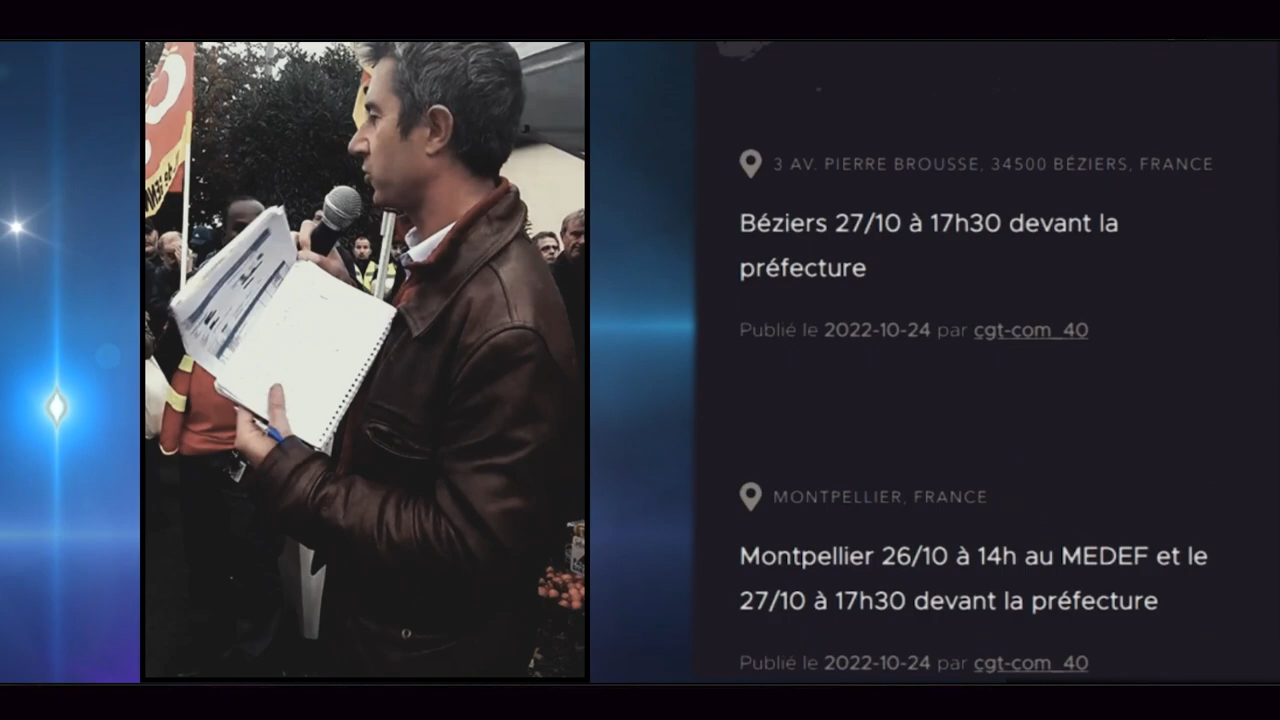 3 AV. PIERRE BROUSSE, 34500 BÉZIERS, FRANCE
Béziers 27/10 à 17h30 devant la
préfecture
Publié le 2022-10-24 par cgt-com_40
MONTPELLIER, FRANCE
Montpellier 26/10 à 14h au MEDEF et le
27/10 à 17h30 devant la préfecture
Publié le 2022-10-24 par cgt-com_40